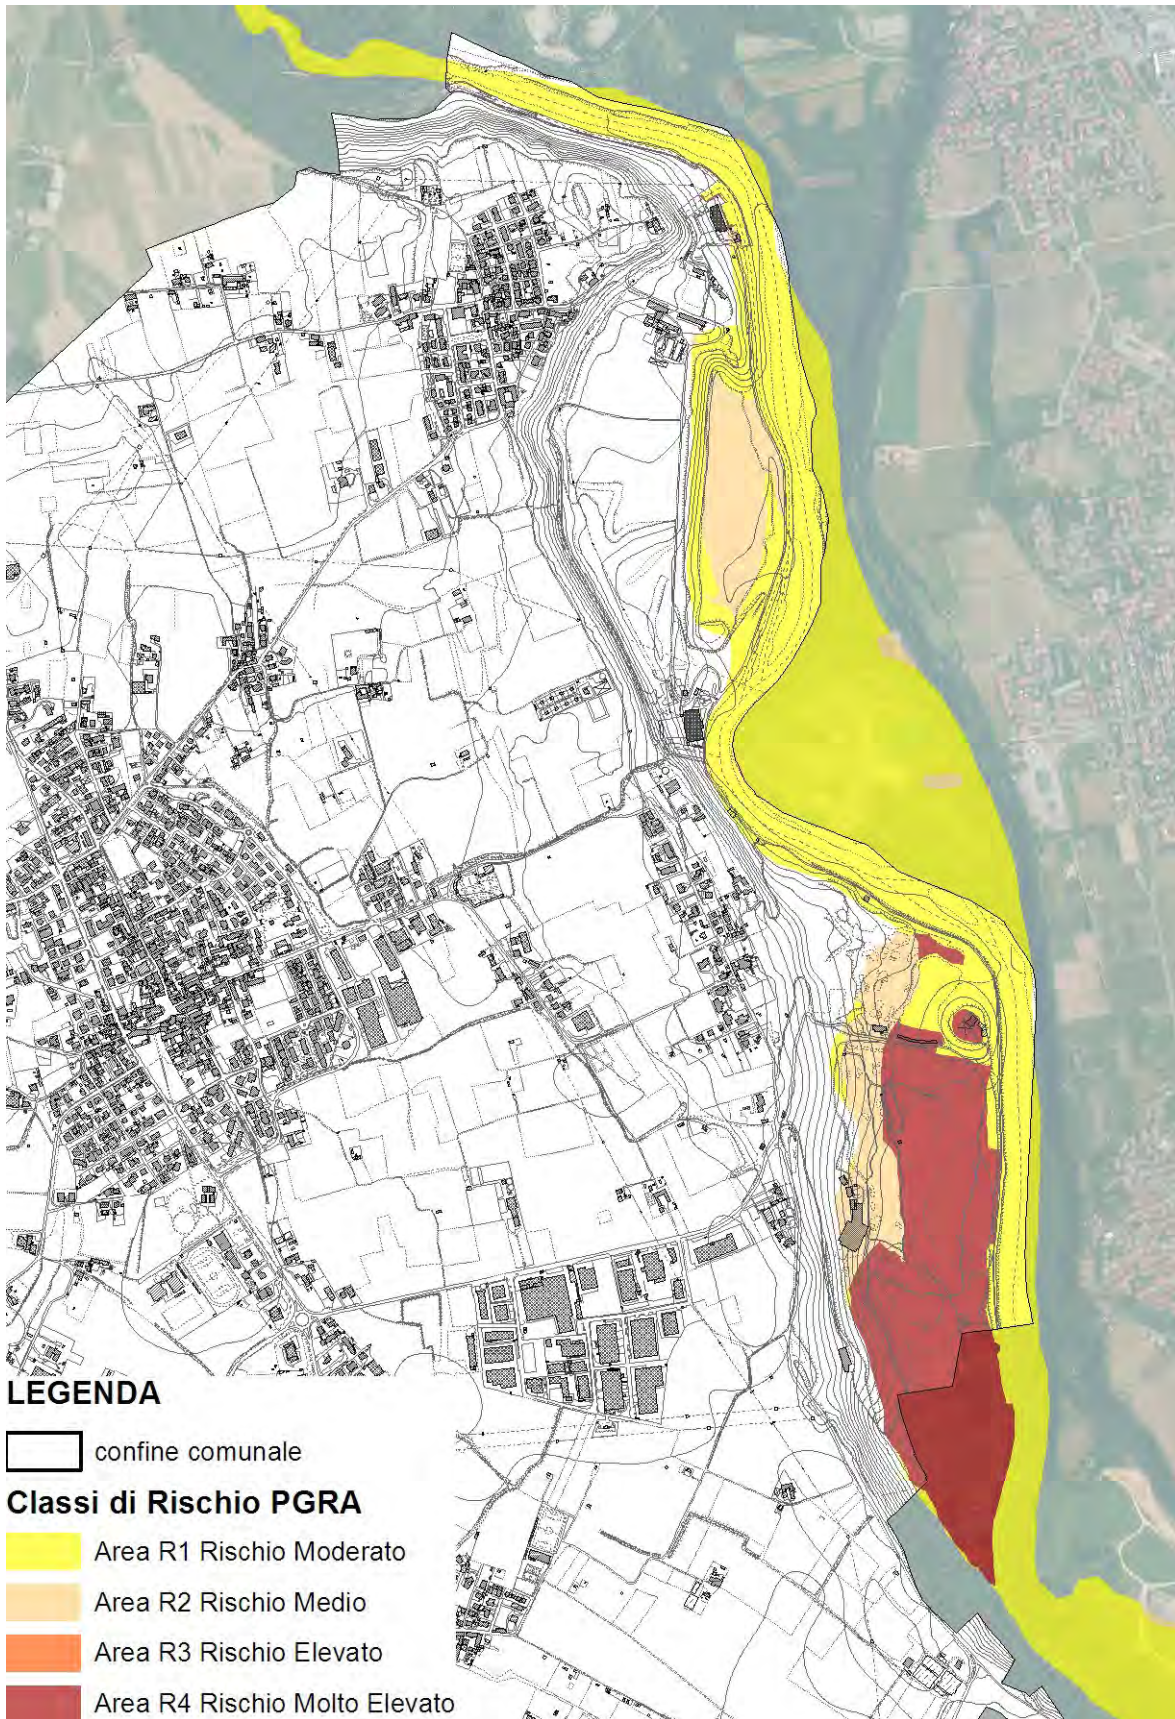 LEGENDA
confine comunale
Classi di Rischio PGRA
Area R1 Rischio Moderato
Area R2 Rischio Medio
Area R3 Rischio Elevato
Area R4 Rischio Molto Elevato